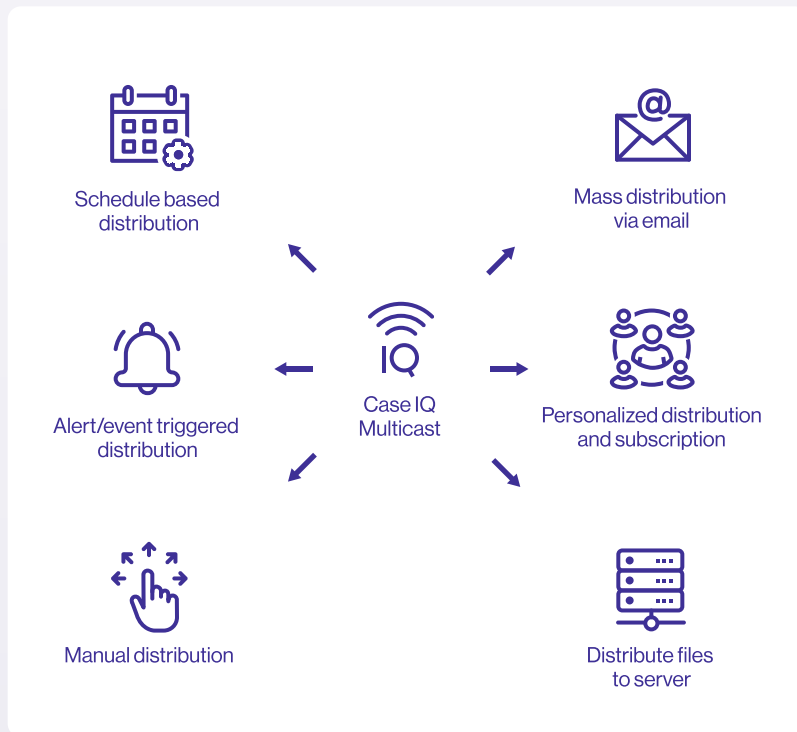 Schedule based
distribution
@
Mass distribution
via email
Alert/event triggered
distribution
IQ
Case IQ
Multicast
Personalized distribution
and subscription
Manual distribution
Distribute files
to server